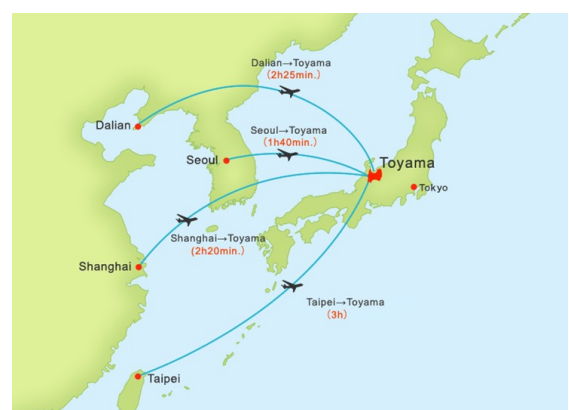 Dalian→Toyama
(2h25min.)
Dalian
Seoul→Toyama
(1h40min.)
Seoul
Toyama
Tokyo
Shanghai→Toyama
(2h20min.)
Shanghai
Taipei→Toyama
(3h)
Taipei